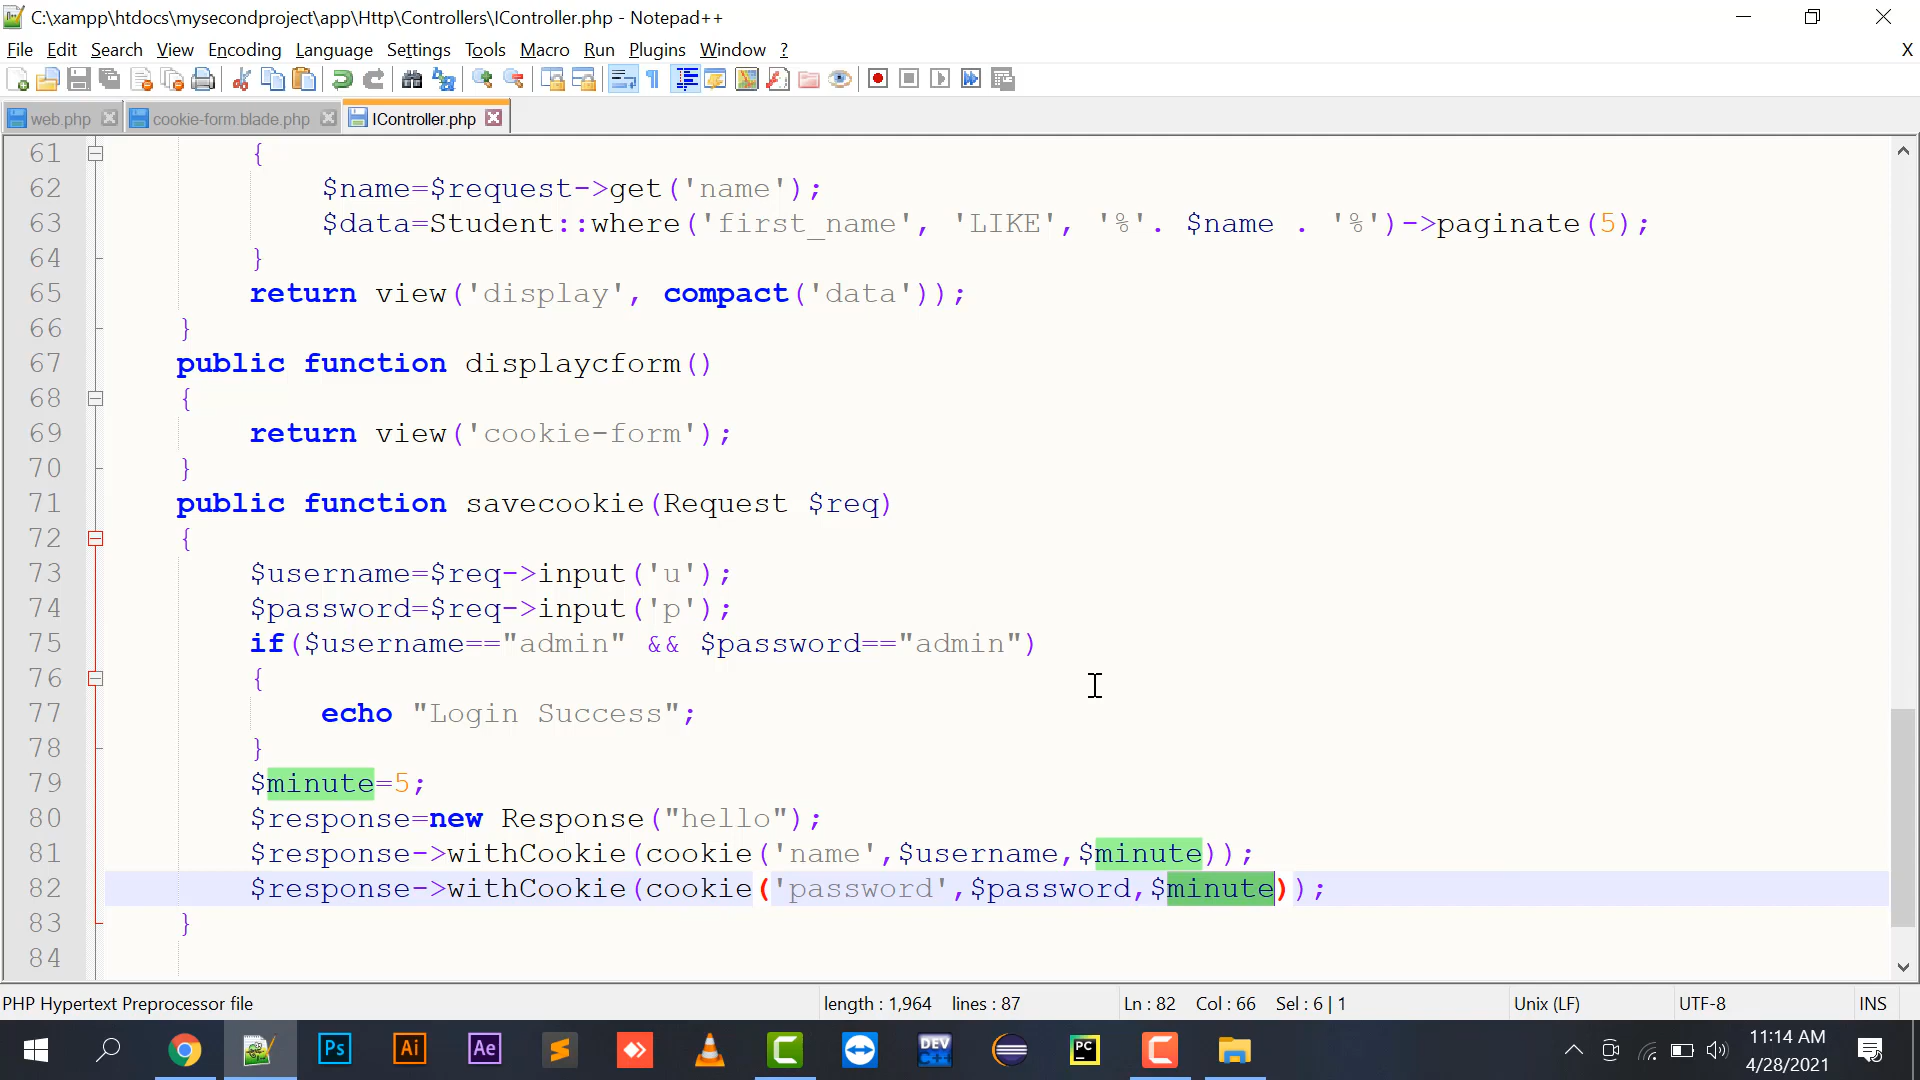 C:\xampp\htdocs\mysecondproject\app\Http\Controllers\IController.php - Notepad++
File Edit Search View Encoding Language Settings Tools Macro Run Plugins Window ? X
web.php cookie-form.blade.php IController.php
61 {
62 $name=$request->get('name');
63 $data=Student::where('first_name', 'LIKE', '%'. $name . '%')->paginate(5);
64 }
65 return view('display', compact('data'));
66 }
67 public function displaycform()
68 {
69 return view('cookie-form');
70 }
71 public function savecookie(Request $req)
72 {
73 $username=$req->input('u');
74 $password=$req->input('p');
75 if($username=="admin" && $password=="admin")
76 {
77 echo "Login Success";
78 }
79 $minute=5;
80 $response=new Response("hello");
81 $response->withCookie(cookie('name',$username,$minute));
82 $response->withCookie(cookie('password',$password,$minute));
83 }
84
PHP Hypertext Preprocessor file length : 1,964 lines : 87 Ln : 82 Col : 66 Sel : 6 | 1 Unix (LF) UTF-8 INS
Ps Ai Ae DEV C++ PC
11:14 AM
4/28/2021